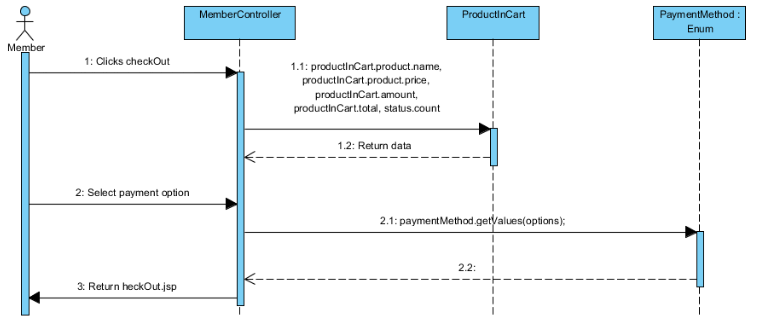 MemberController
ProductInCart
PaymentMethod :
Enum
Member
1: Clicks checkOut
1.1: productInCart.product.name,
productInCart.product.price,
productInCart.amount,
productInCart.total, status.count
1.2: Return data
2: Select payment option
2.1: paymentMethod.getValues(options);
2.2:
3: Return heckOut.jsp